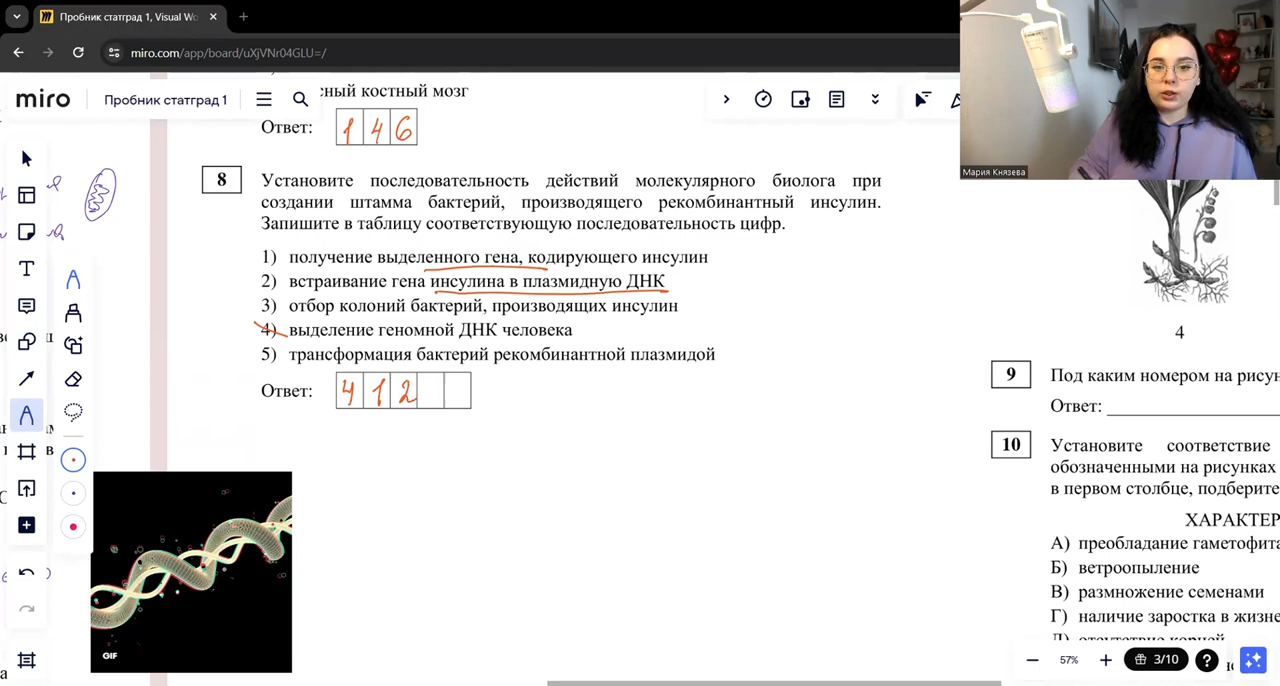 Пробник статград 1, Visual Wo
miro.com/app/board/uXjVNr04GLU=/
miro
Пробник статград 1
сный костный мозг
Ответ: 1 4 6
8
Установите последовательность действий молекулярного биолога при
создании штамма бактерий, производящего рекомбинантный инсулин.
Запишите в таблицу соответствующую последовательность цифр.
1) получение выделенного гена, кодирующего инсулин
2) встраивание гена инсулина в плазмидную ДНК
3) отбор колоний бактерий, производящих инсулин
4) выделение геномной ДНК человека
5) трансформация бактерий рекомбинантной плазмидой
Ответ: 4 1 2
GIF
Мария Князева
4
9
Под каким номером на рисун
Ответ:
10
Установите соответствие
обозначенными на рисунках
в первом столбце, подберите
ХАРАКТЕР
А) преобладание гаметофита
Б) ветроопыление
В) размножение семенами
Г) наличие заростка в жизне
Д) отсутствие корней
57%
3/10
?